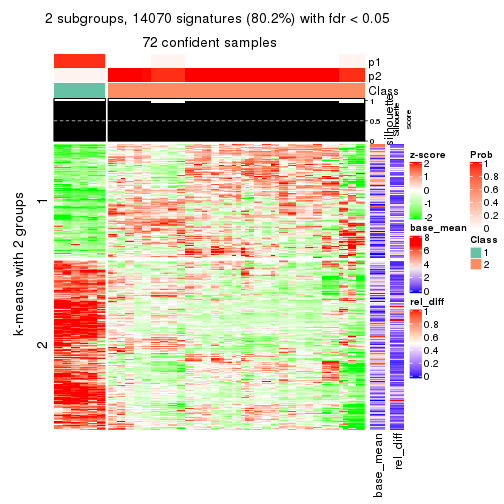 2 subgroups, 14070 signatures (80.2%) with fdr < 0.05
72 confident samples
p1
p2
Class
1
0.5
0
silhouette
Silhouette
score
k-means with 2 groups
1
2
base_mean
rel_diff
z-score
2
1
0
-1
-2
base_mean
8
6
4
2
0
rel_diff
1
0.8
0.6
0.4
0.2
0
Prob
1
0.8
0.6
0.4
0.2
0
Class
1
2